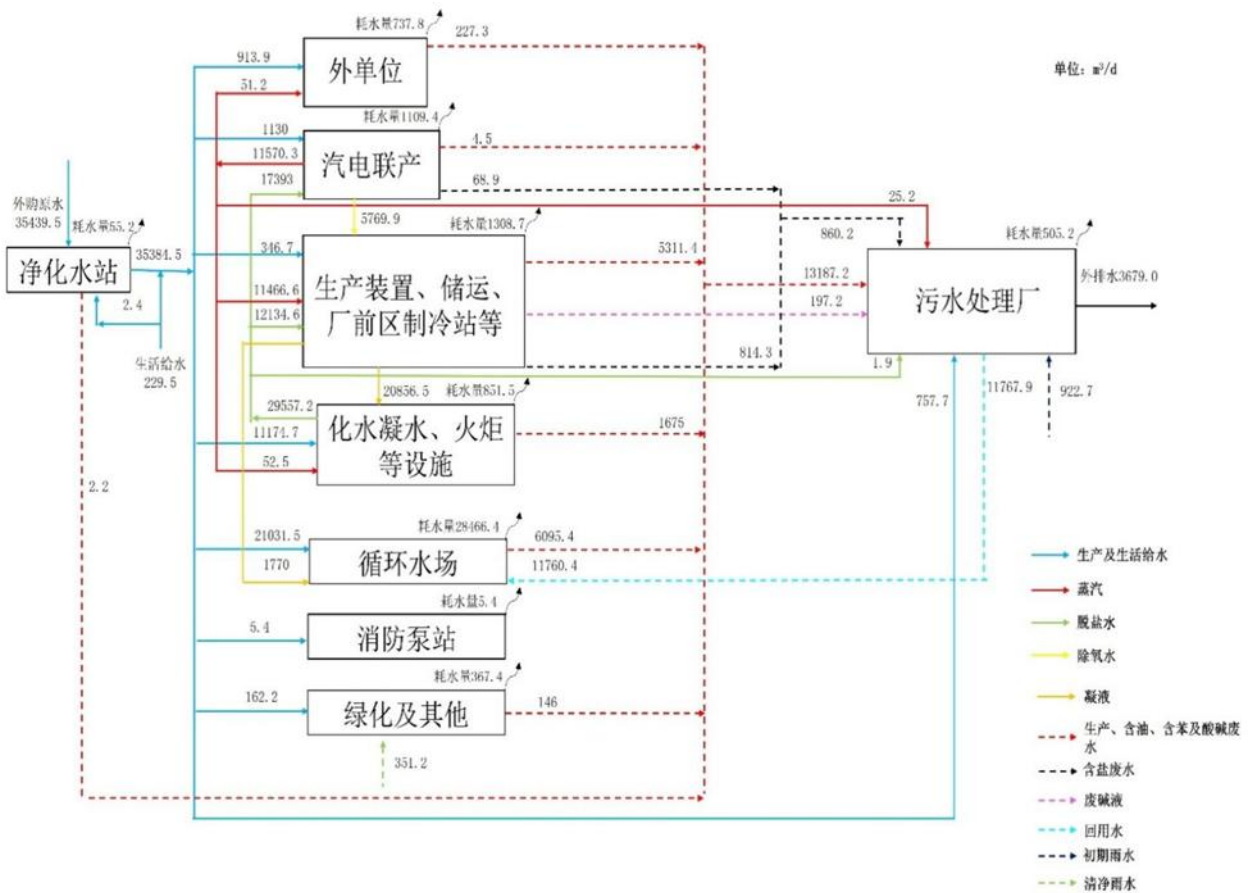 耗水量737.8
227.3
913.9
外单位
51.2
单位：m³/d
耗水量1109.4
1130
4.5
11570.3
汽电联产
17393
68.9
25.2
外购原水
35439.5
耗水量55.2
5769.9
耗水量1308.7
860.2
耗水量505.2
净化水站
35384.5
346.7
5311.4
外排水3679.0
13187.2
11466.6
生产装置、储运、
厂前区制冷站等
197.2
污水处理厂
2.4
12134.6
生活给水
229.5
814.3
1.9
20856.5
耗水量851.5
757.7
11767.9
922.7
29557.2
化水凝水、火炬
等设施
1675
11174.7
52.5
2.2
耗水量28466.4
21031.5
6095.4
循环水场
1770
11760.4
耗水量5.4
5.4
消防泵站
耗水量367.4
162.2
绿化及其他
146
351.2
生产及生活给水
蒸汽
脱盐水
除氧水
凝液
生产、含油、含苯及酸碱废
水
含盐废水
废碱液
回用水
初期雨水
清净雨水